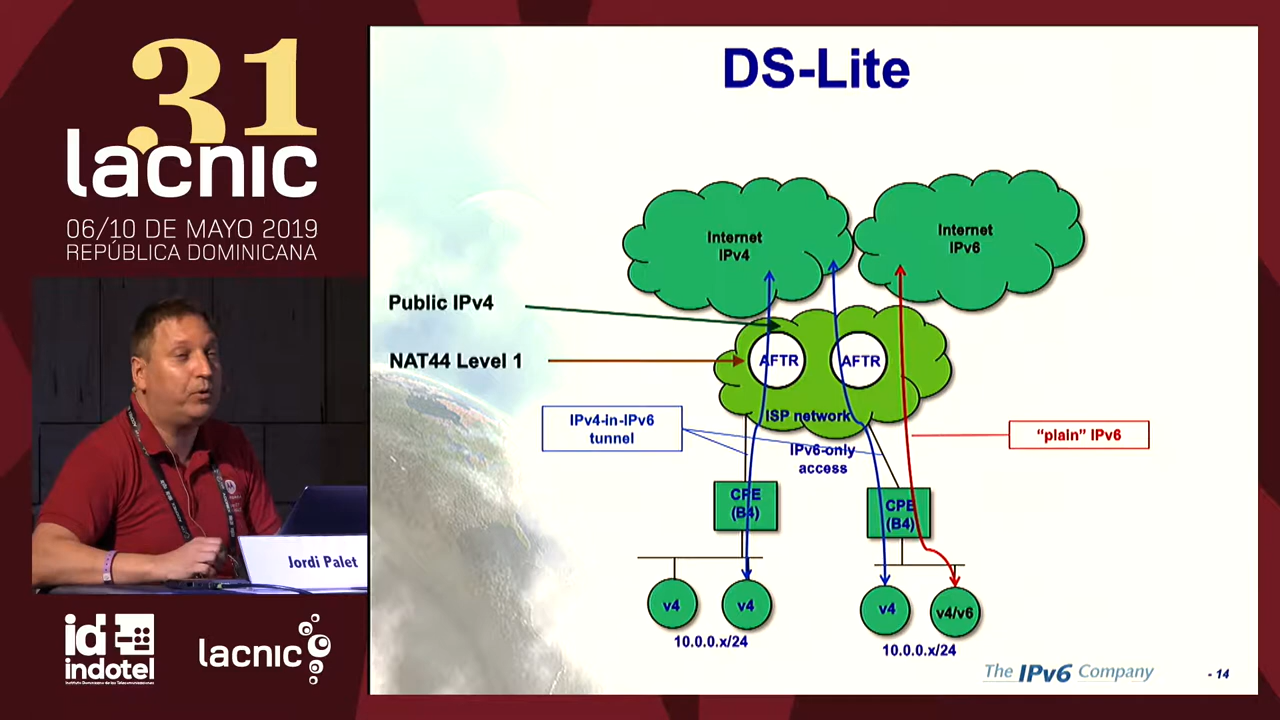 31
lacnic
06/10 DE MAYO 2019
REPÚBLICA DOMINICANA
Jordi Palet
id
indotel
lacnic
DS-Lite
Internet
IPv4
Internet
IPv6
Public IPv4
NAT44 Level 1
AFTR
AFTR
ISP network
IPv4-in-IPv6
tunnel
"plain" IPv6
IPv6-only
access
CPE
(B4)
CPE
(B4)
v4
v4
v4
v4/v6
10.0.0.x/24
10.0.0.x/24
The IPv6 Company
- 14